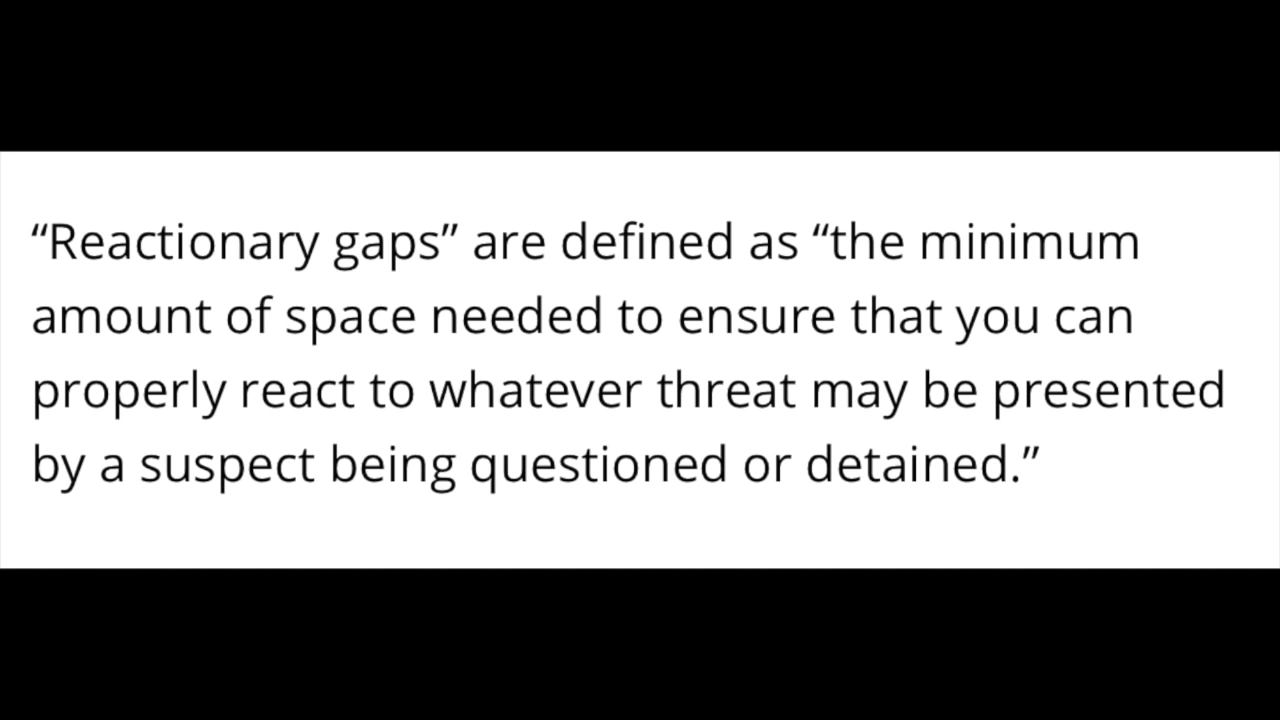 “Reactionary gaps” are defined as “the minimum
amount of space needed to ensure that you can
properly react to whatever threat may be presented
by a suspect being questioned or detained.”